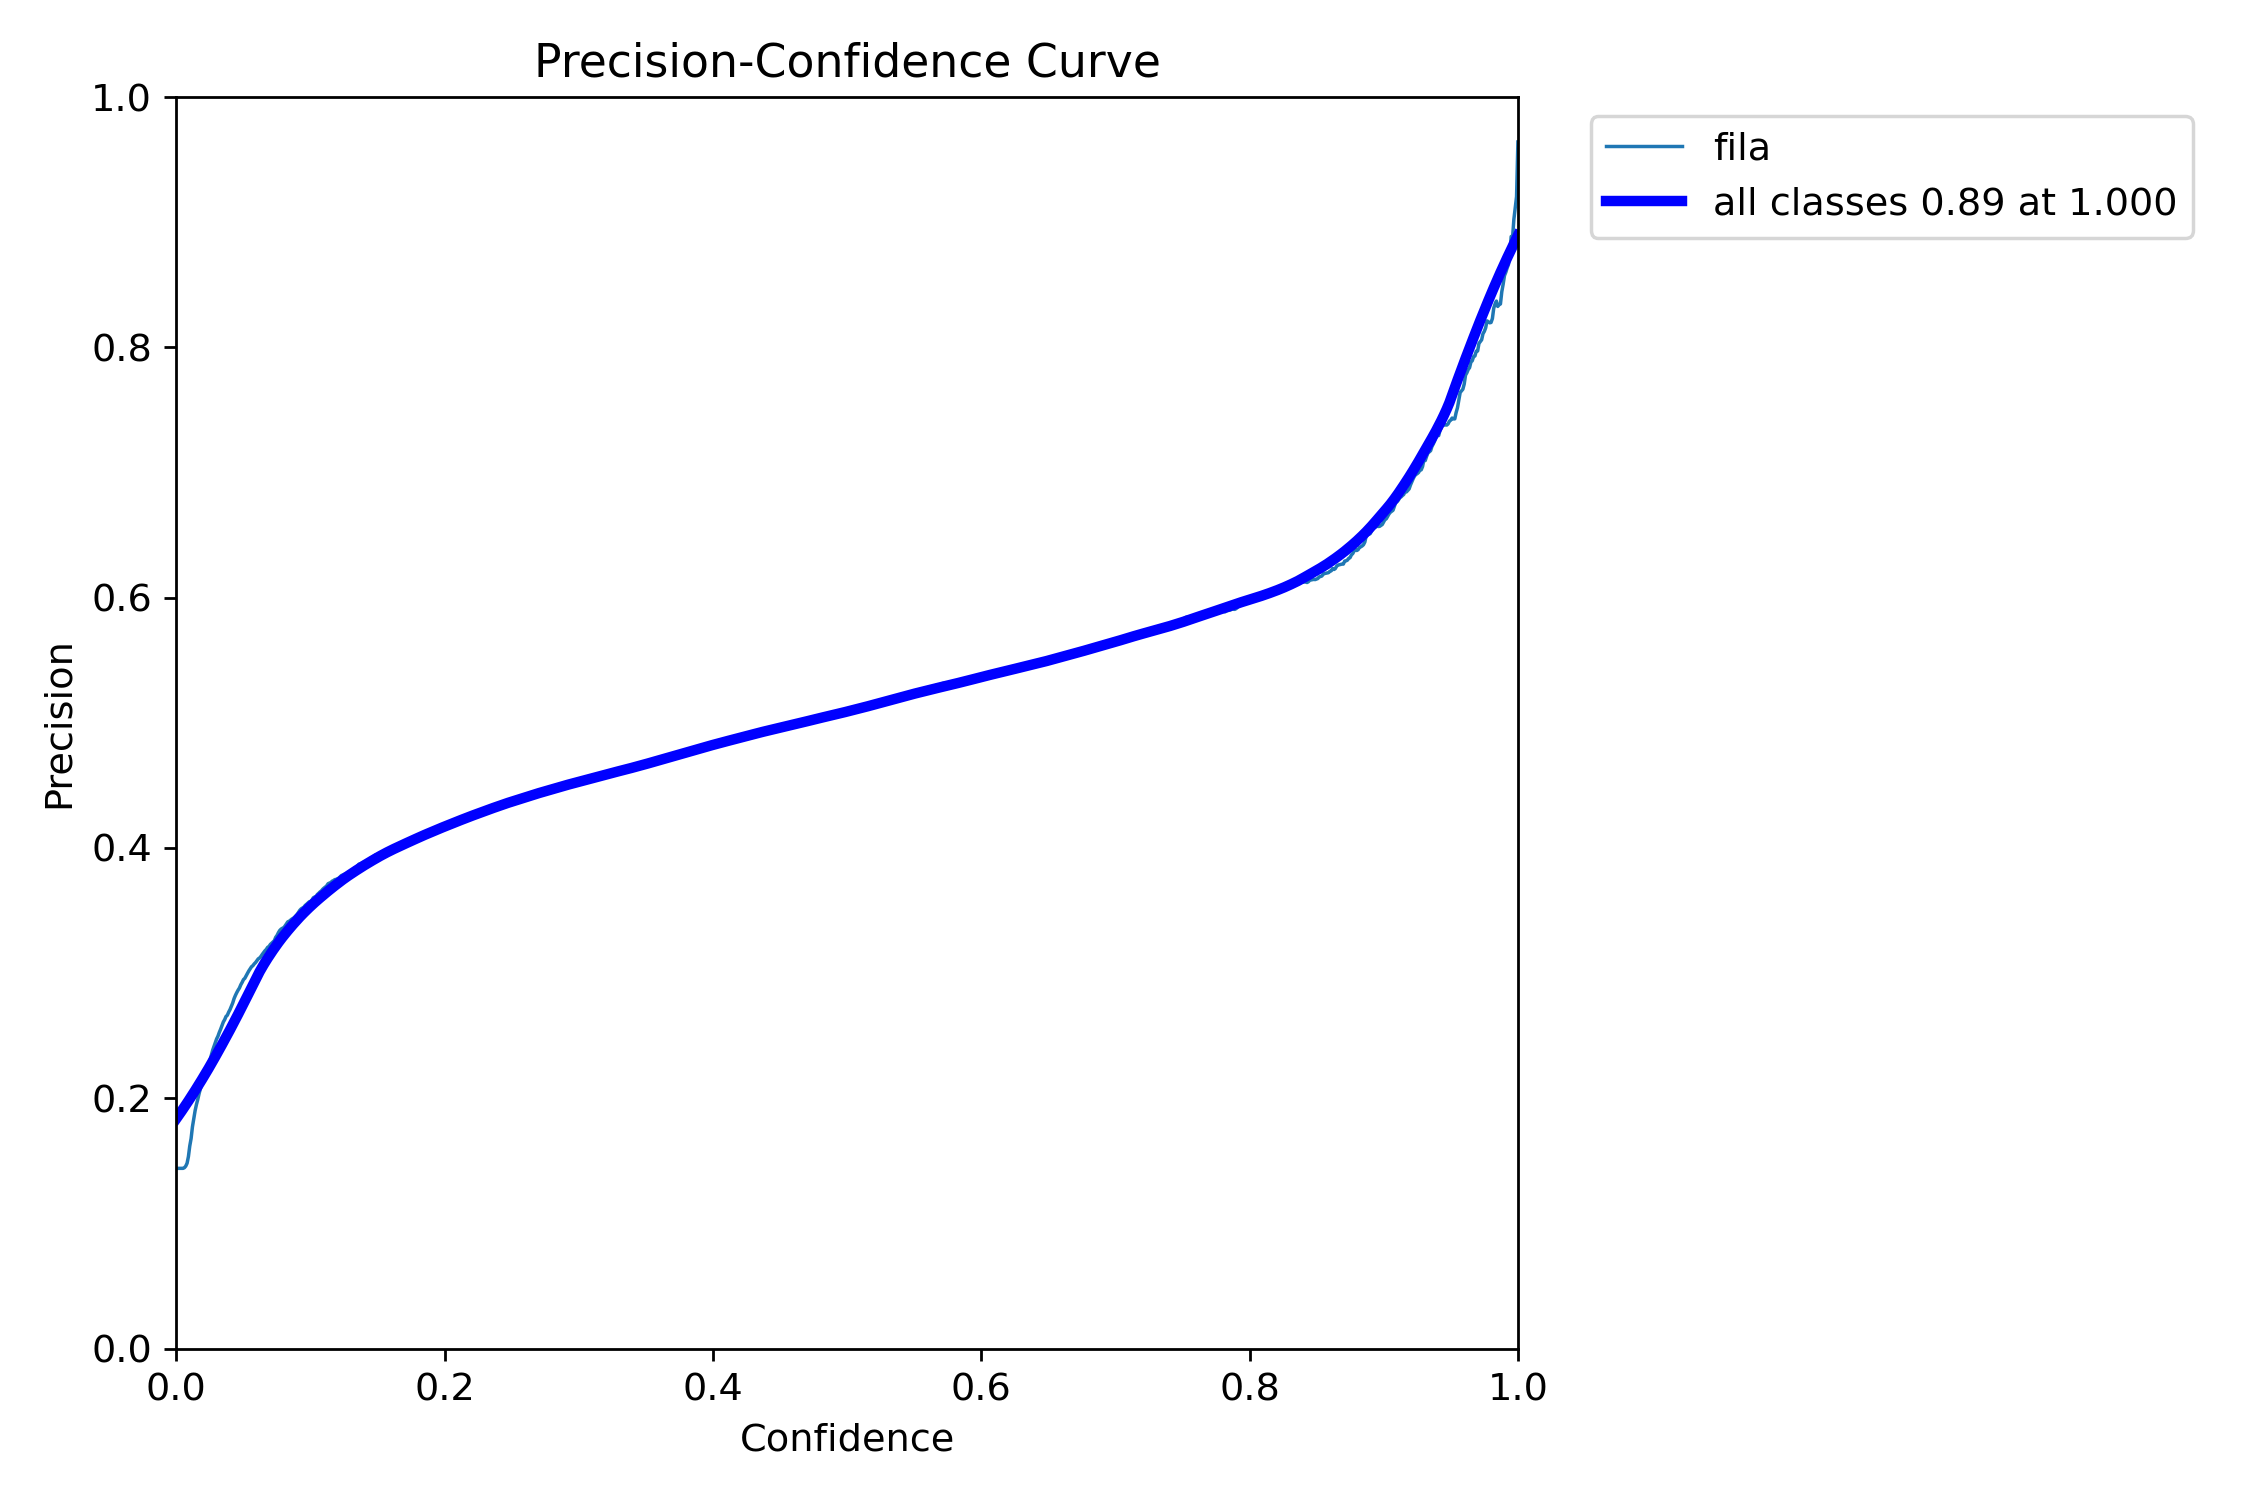 Precision-Confidence Curve
1.0
0.8
0.6
0.4
0.2
0.0
Precision
0.0 0.2 0.4 0.6 0.8 1.0
Confidence
fila
all classes 0.89 at 1.000